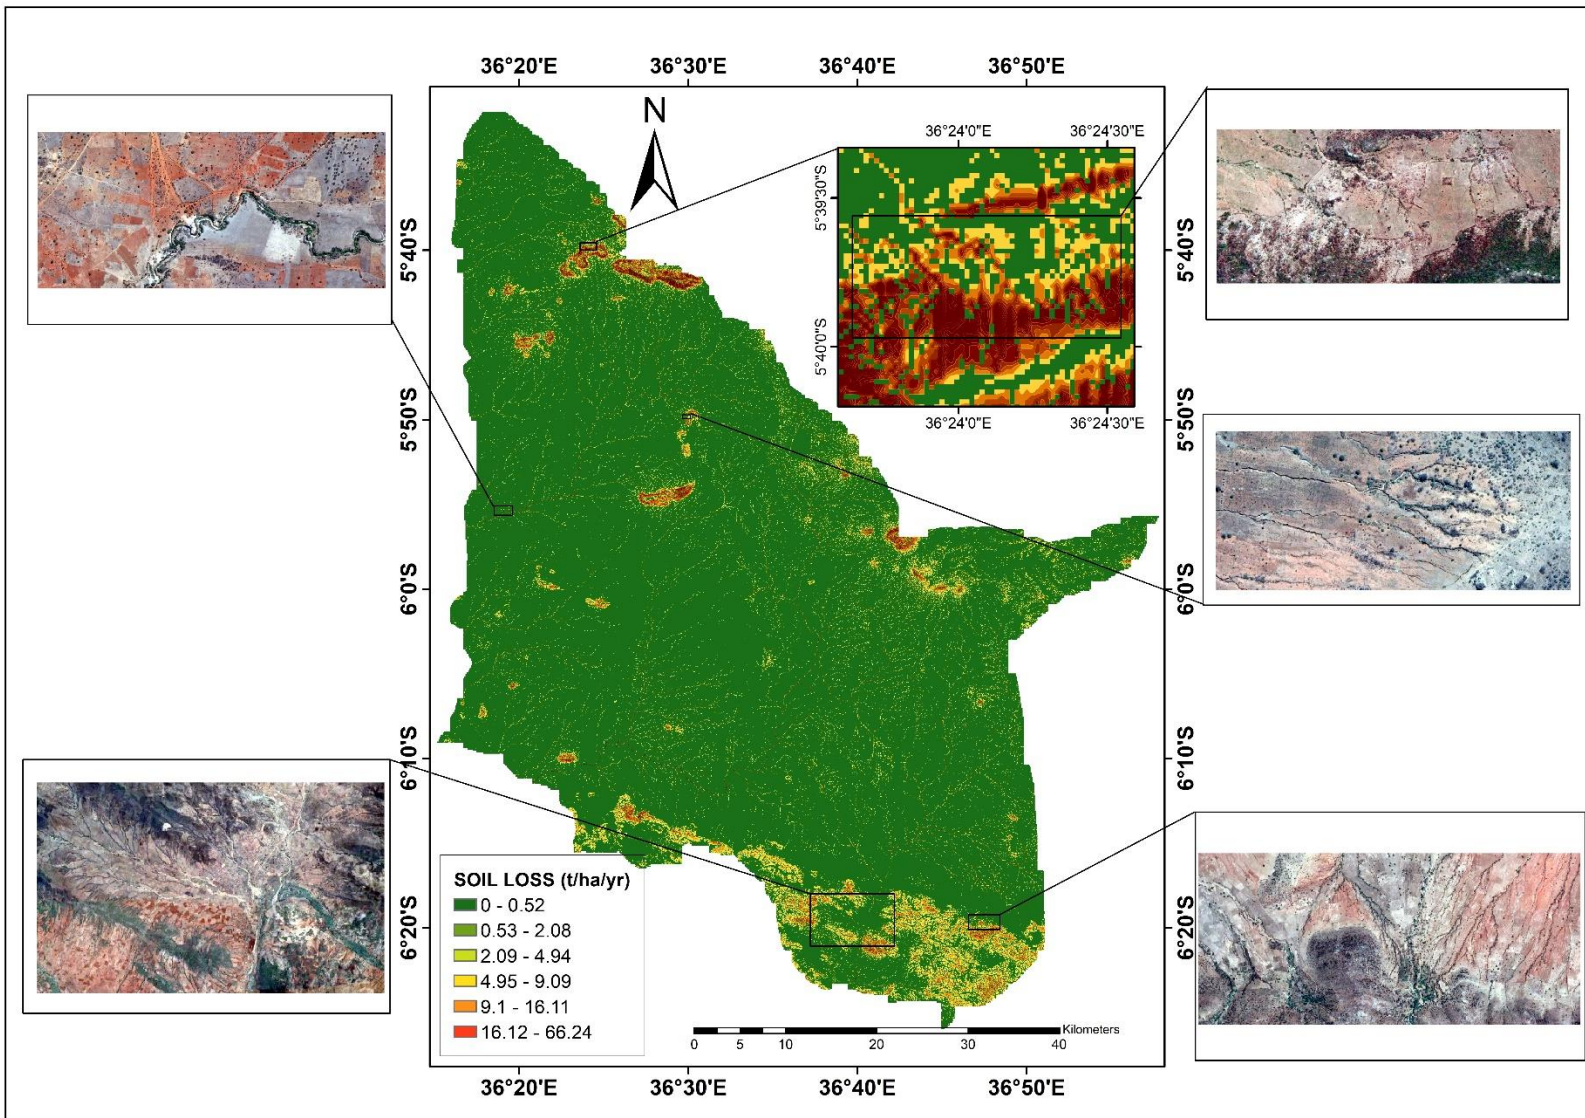 36°20'E 36°30'E 36°40'E 36°50'E
N
36°24'0"E 36°24'30"E
5°39'30"S
5°40'0"S
36°24'0"E 36°24'30"E
5°40'S 5°40'S
5°50'S 5°50'S
6°0'S 6°0'S
6°10'S 6°10'S
6°20'S 6°20'S
SOIL LOSS (t/ha/yr)
0 - 0.52
0.53 - 2.08
2.09 - 4.94
4.95 - 9.09
9.1 - 16.11
16.12 - 66.24
Kilometers
0 5 10 20 30 40
36°20'E 36°30'E 36°40'E 36°50'E